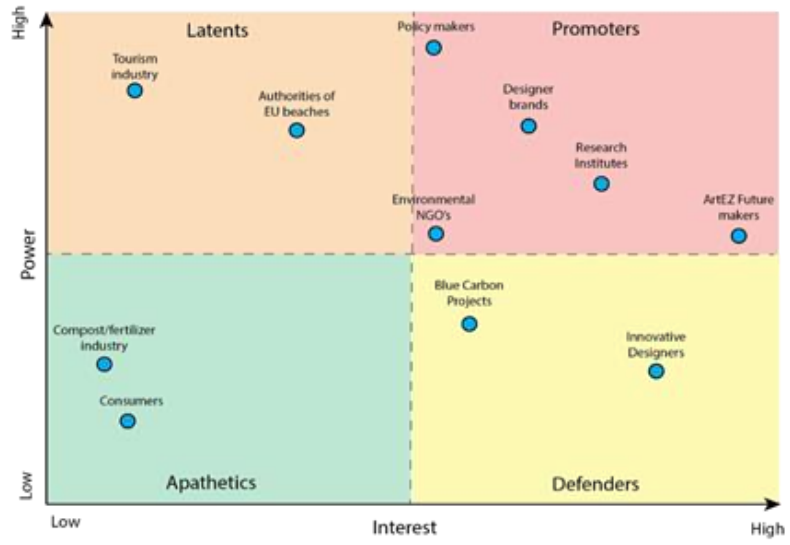 High
Latents
Policy makers
Promoters
Tourism
industry
Authorities of
EU beaches
Designer
brands
Research
Institutes
Environmental
NGO's
ArtEZ Future
makers
Power
Blue Carbon
Projects
Compost/fertilizer
industry
Innovative
Designers
Consumers
Apathetics
Defenders
Low
Low
Interest
High